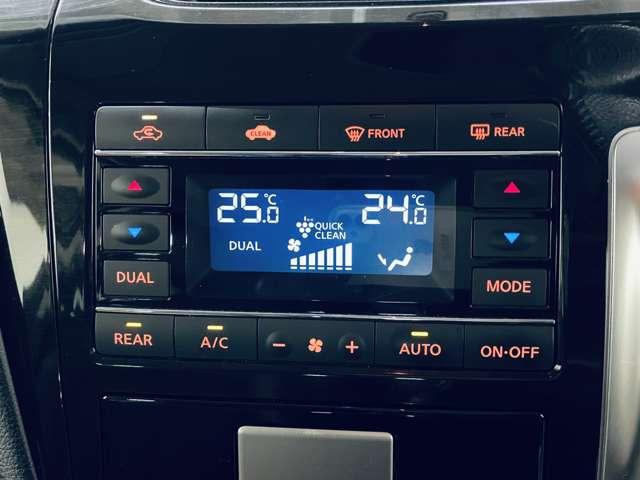 CLEAN FRONT REAR
25.0°C 24.0°C
QUICK
CLEAN
DUAL
DUAL MODE
REAR A/C − + AUTO ON·OFF